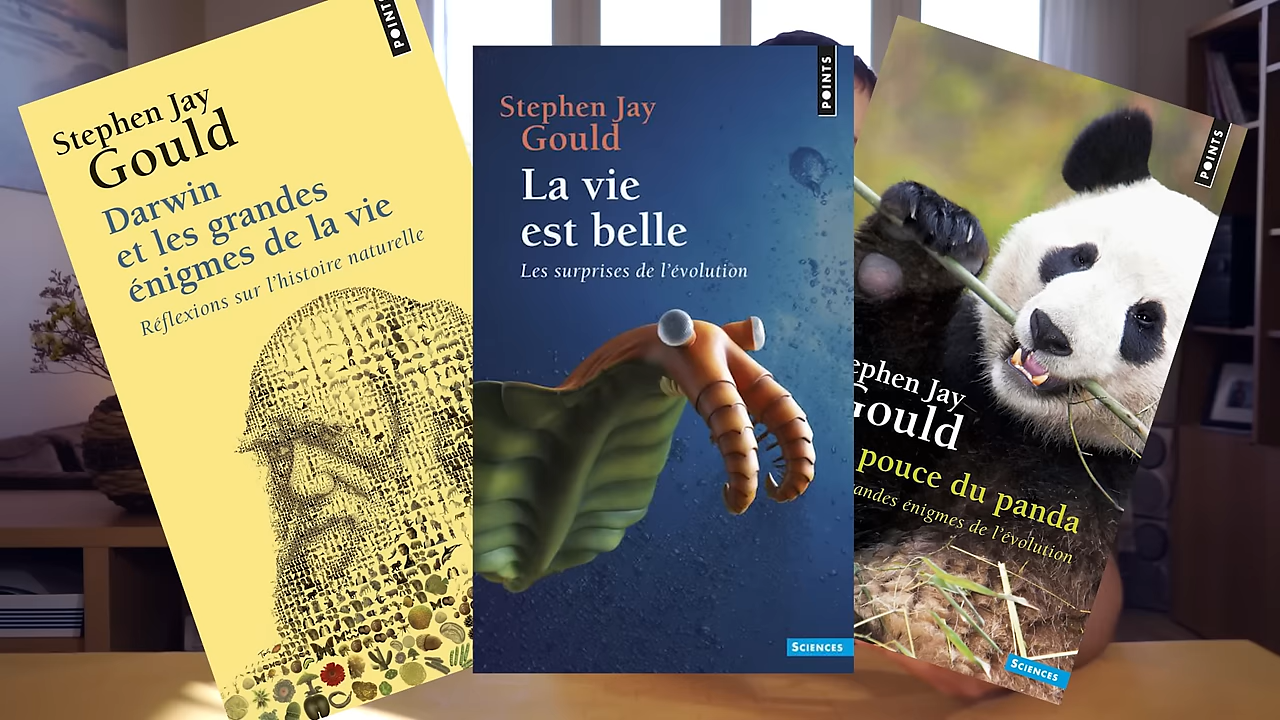 POINTS
Stephen Jay
Gould
Darwin
et les grandes
énigmes de la vie
Réflexions sur l'histoire naturelle
POINTS
Stephen Jay
Gould
La vie
est belle
Les surprises de l'évolution
SCIENCES
POINTS
ephen Jay
Gould
pouce du panda
andes énigmes de l'évolution
SCIENCES